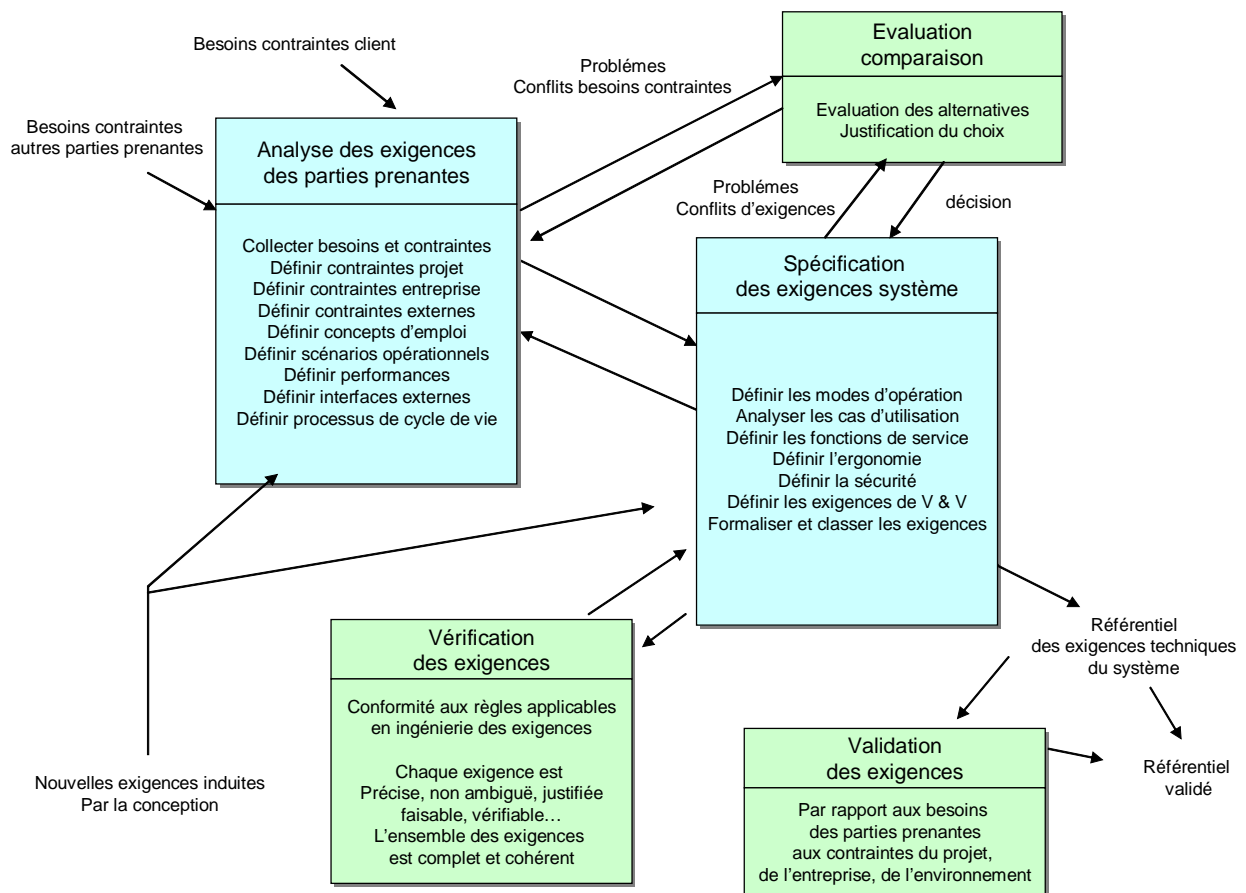 Besoins contraintes client
Besoins contraintes
autres parties prenantes
Problémes
Conflits besoins contraintes
Evaluation
comparaison
Evaluation des alternatives
Justification du choix
Analyse des exigences
des parties prenantes
Collecter besoins et contraintes
Définir contraintes projet
Définir contraintes entreprise
Définir contraintes externes
Définir concepts d'emploi
Définir scénarios opérationnels
Définir performances
Définir interfaces externes
Définir processus de cycle de vie
Problémes
Conflits d'exigences
décision
Spécification
des exigences système
Définir les modes d'opération
Analyser les cas d'utilisation
Définir les fonctions de service
Définir l'ergonomie
Définir la sécurité
Définir les exigences de V & V
Formaliser et classer les exigences
Vérification
des exigences
Conformité aux règles applicables
en ingénierie des exigences
Chaque exigence est
Précise, non ambiguë, justifiée
faisable, vérifiable…
L'ensemble des exigences
est complet et cohérent
Référentiel
des exigences techniques
du système
Validation
des exigences
Par rapport aux besoins
des parties prenantes
aux contraintes du projet,
de l'entreprise, de l'environnement
Référentiel
validé
Nouvelles exigences induites
Par la conception